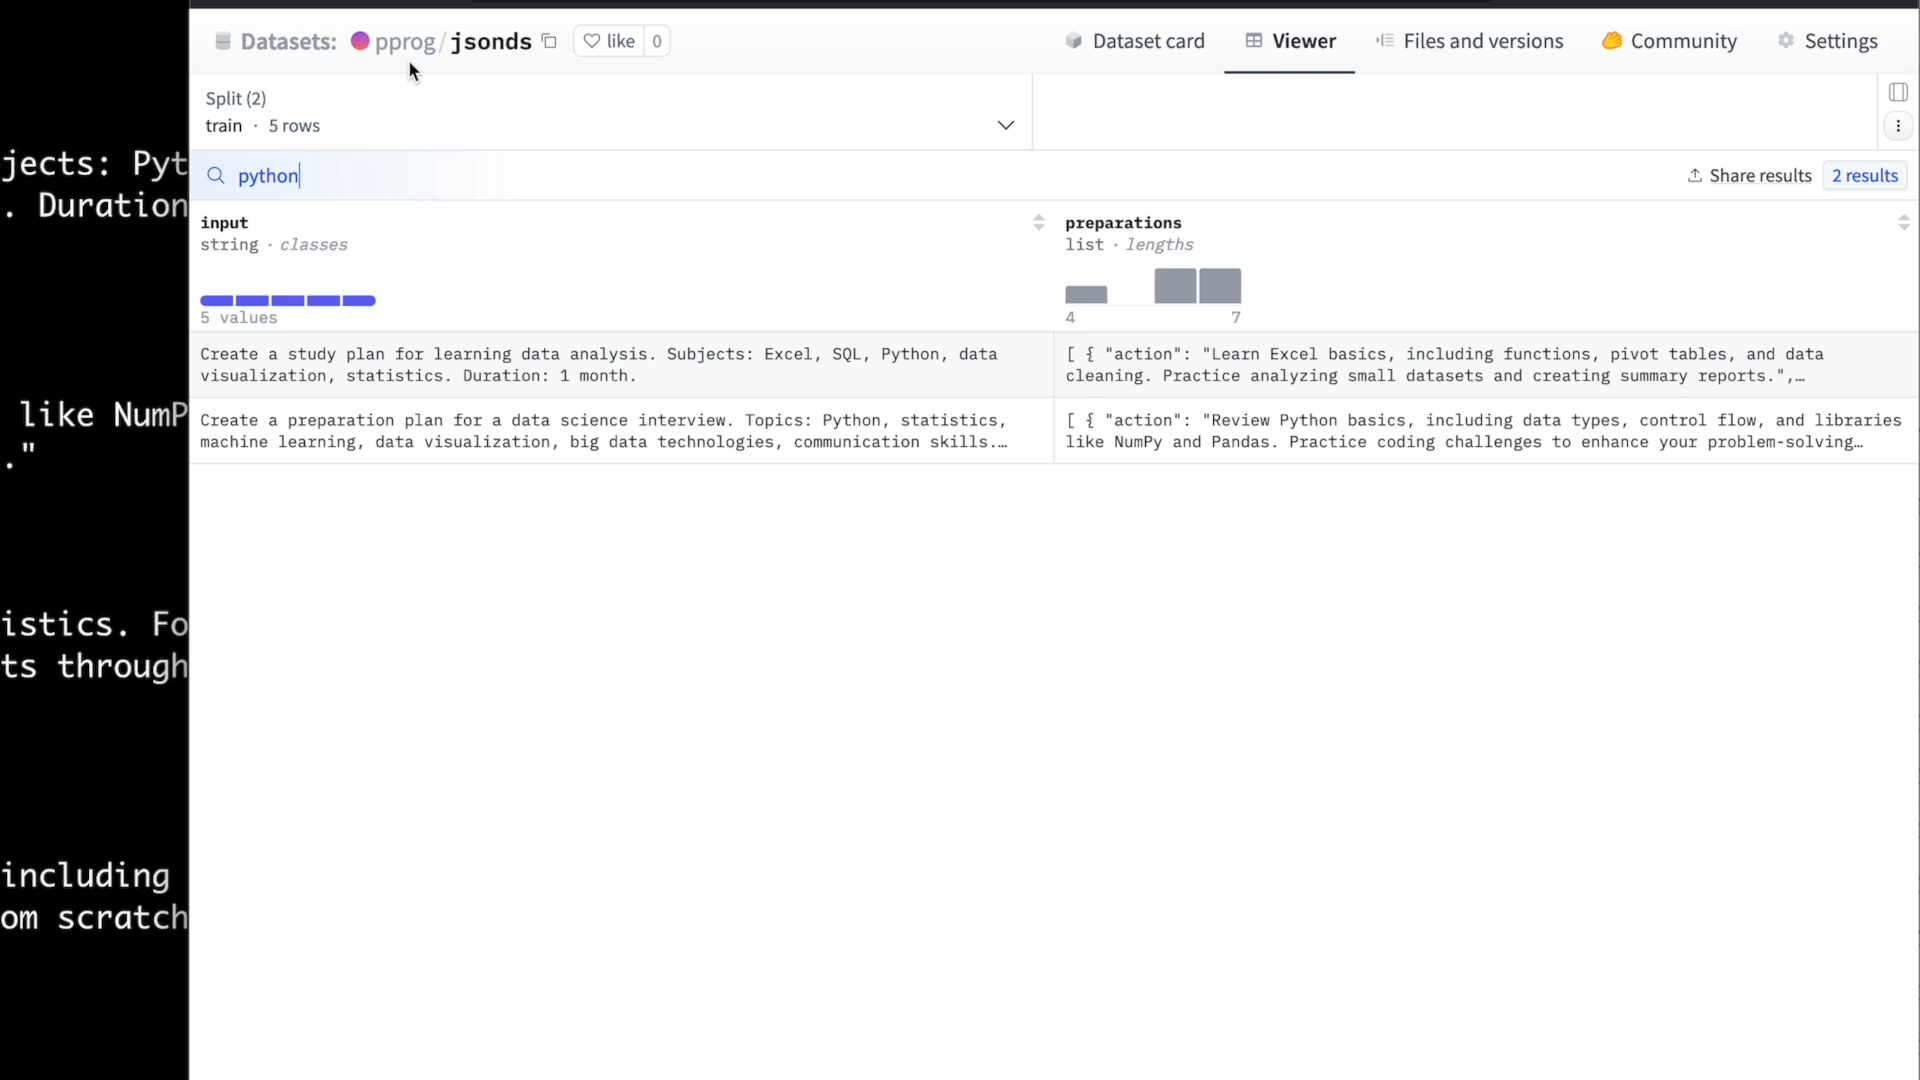 Datasets: pprog/jsonds like 0
Dataset card Viewer Files and versions Community Settings
Split (2)
train · 5 rows
python
Share results 2 results
input
string · classes
5 values
preparations
list · lengths
4 7
Create a study plan for learning data analysis. Subjects: Excel, SQL, Python, data
visualization, statistics. Duration: 1 month.
[ { "action": "Learn Excel basics, including functions, pivot tables, and data
cleaning. Practice analyzing small datasets and creating summary reports.",…
Create a preparation plan for a data science interview. Topics: Python, statistics,
machine learning, data visualization, big data technologies, communication skills.…
[ { "action": "Review Python basics, including data types, control flow, and libraries
like NumPy and Pandas. Practice coding challenges to enhance your problem-solving…
jects: Pyt
. Duration
like NumP
."
istics. Fo
ts through
including
om scratch